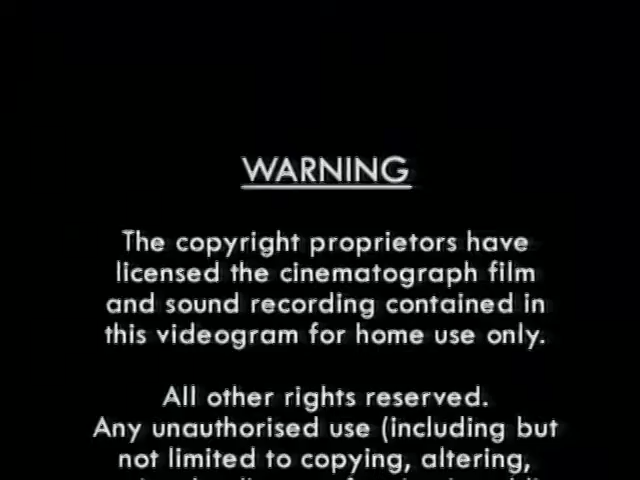 WARNING
The copyright proprietors have
licensed the cinematograph film
and sound recording contained in
this videogram for home use only.
All other rights reserved.
Any unauthorised use (including but
not limited to copying, altering,